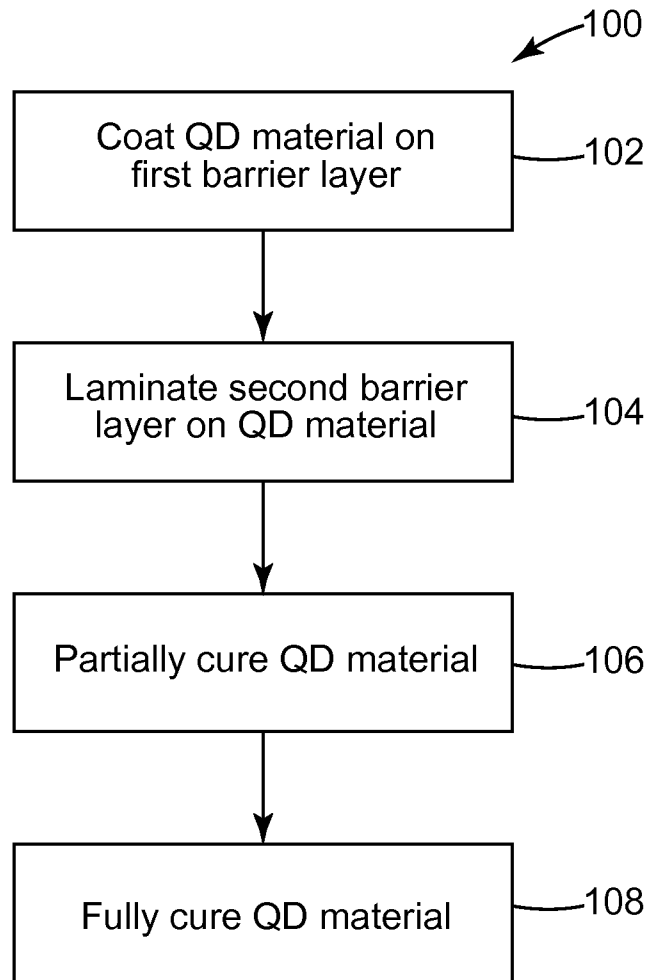 100
Coat QD material on
first barrier layer
102
Laminate second barrier
layer on QD material
104
Partially cure QD material
106
Fully cure QD material
108